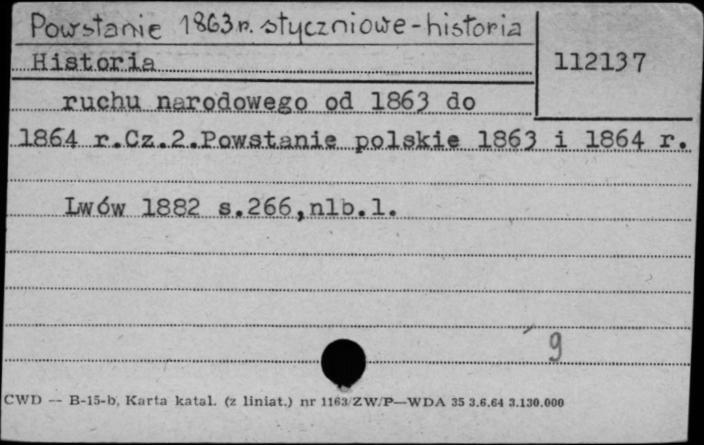 Powstanie 1863 r. styczniowe - historia
Historia
112137
ruchu narodowego od 1863 do
1864 r.Cz.2.Powstanie polskie 1863 i 1864 r.
Lwów 1882 s.266,nlb.1.
9
CWD — B-15-b, Karta katal. (z liniat.) nr 1163/ZW/P—WDA 35 3.6.64 3.130.000